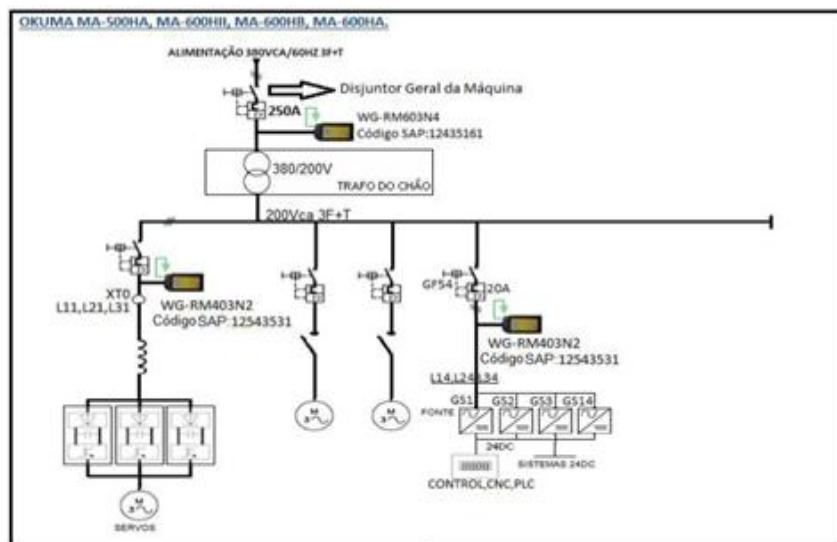 OKUMA MA-500HA, MA-600HII, MA-600HB, MA-600HA.
ALIMENTAÇÃO 380VCA/60HZ 3F+T
Disjuntor Geral da Máquina
250A
WG-RM603N4
Código SAP:12435161
380/200V
TRAFO DO CHÃO
200Vca 3F+T
XT0
L11,L21,L31
WG-RM403N2
Código SAP:12543531
GF54
20A
WG-RM403N2
Código SAP:12543531
L14,L24,L34
FONTE
GS1
GS2
GS3
GS14
24DC
SISTEMAS 24DC
CONTROL,CNC,PLC
M
3
M
3
M
3
SERVOS